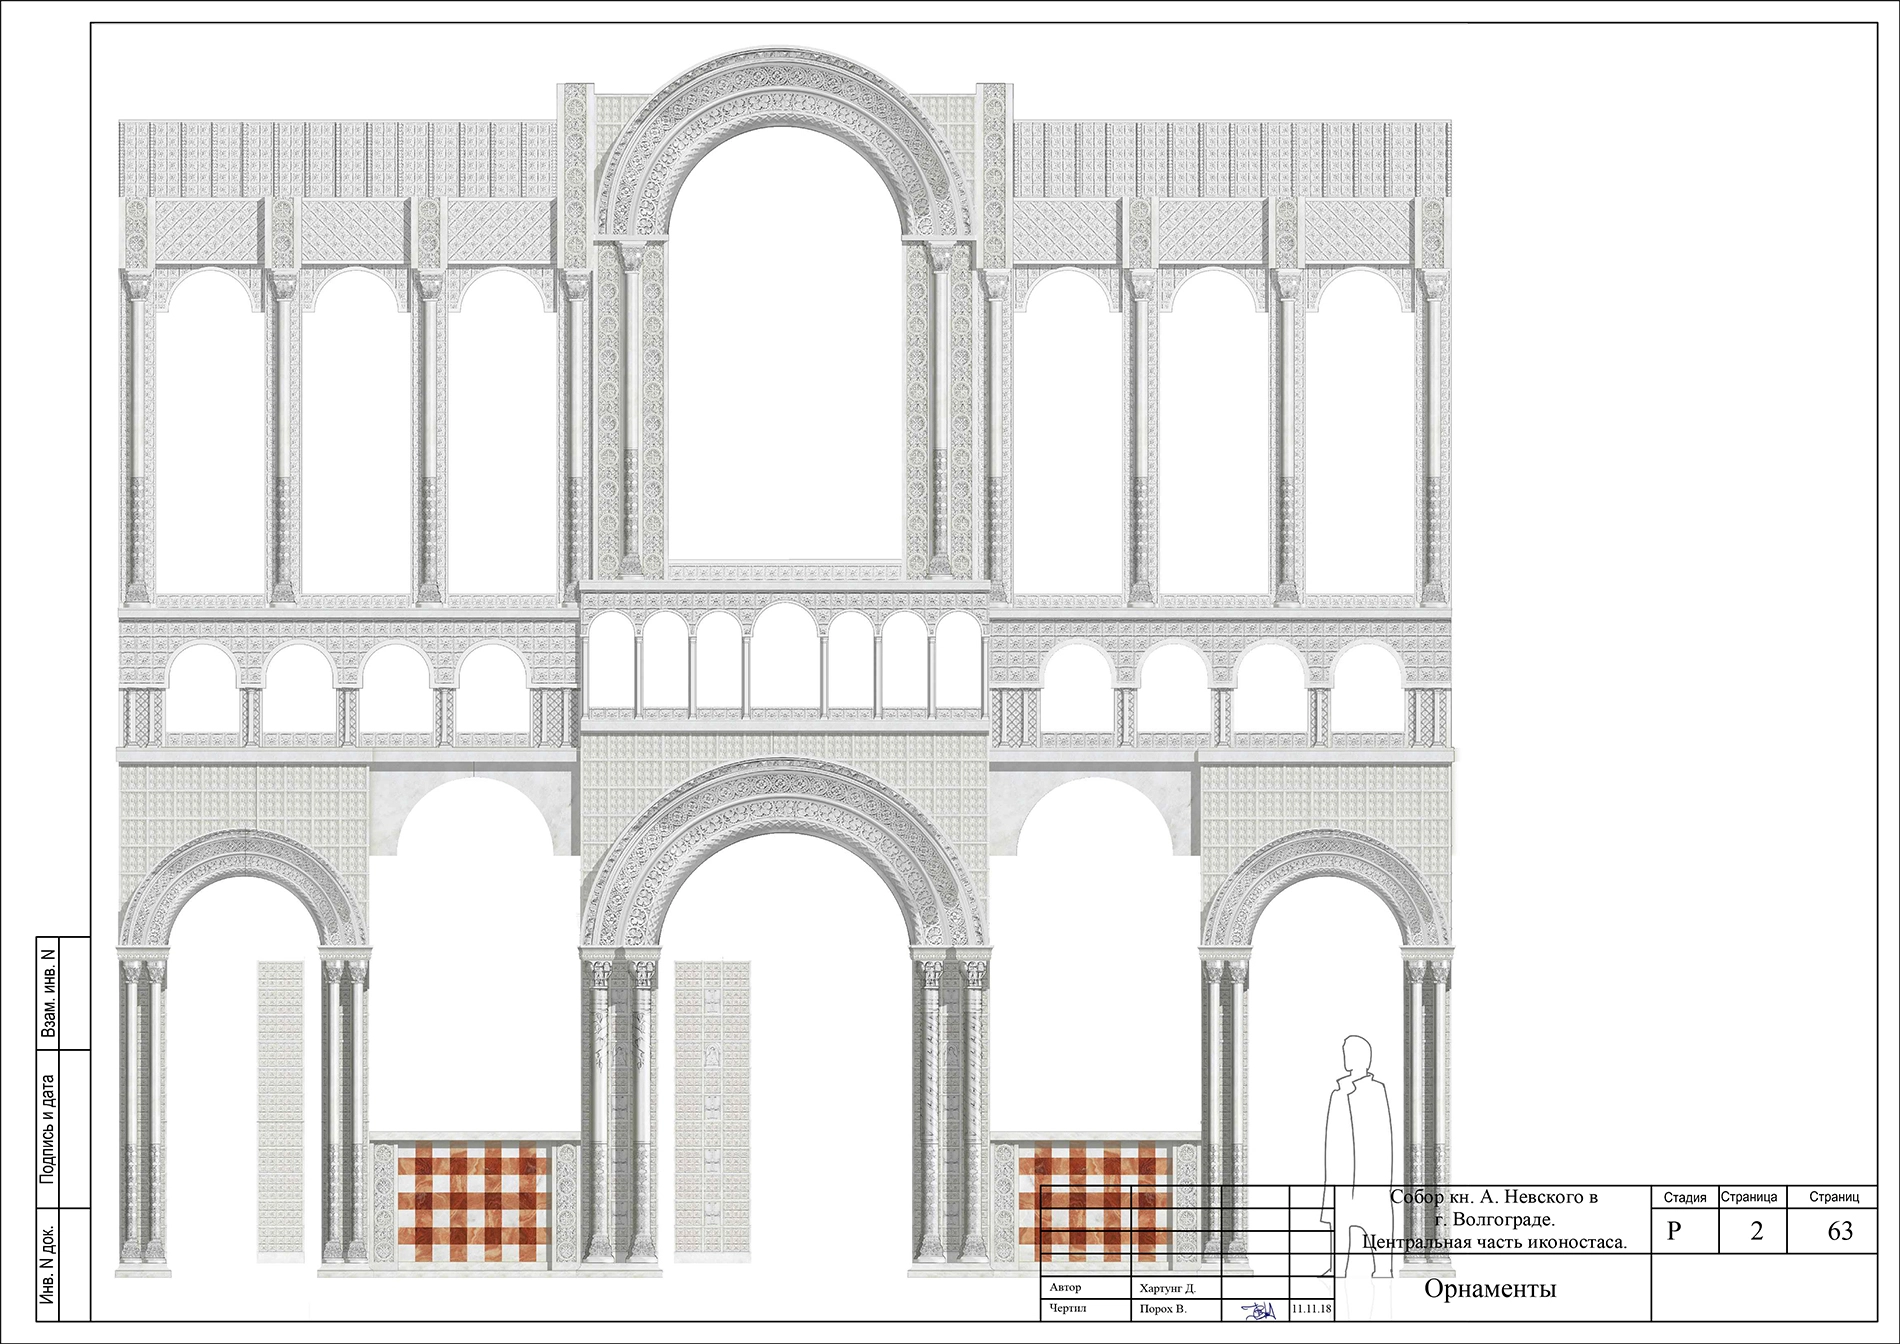 Взам. инв. N
Подпись и дата
Инв. N док.
Собор кн. А. Невского в
г. Волгограде.
Центральная часть иконостаса.
Стадия
Страница
Страниц
Р
2
63
Орнаменты
Автор
Хартунг Д.
Чертил
Порох В.
11.11.18